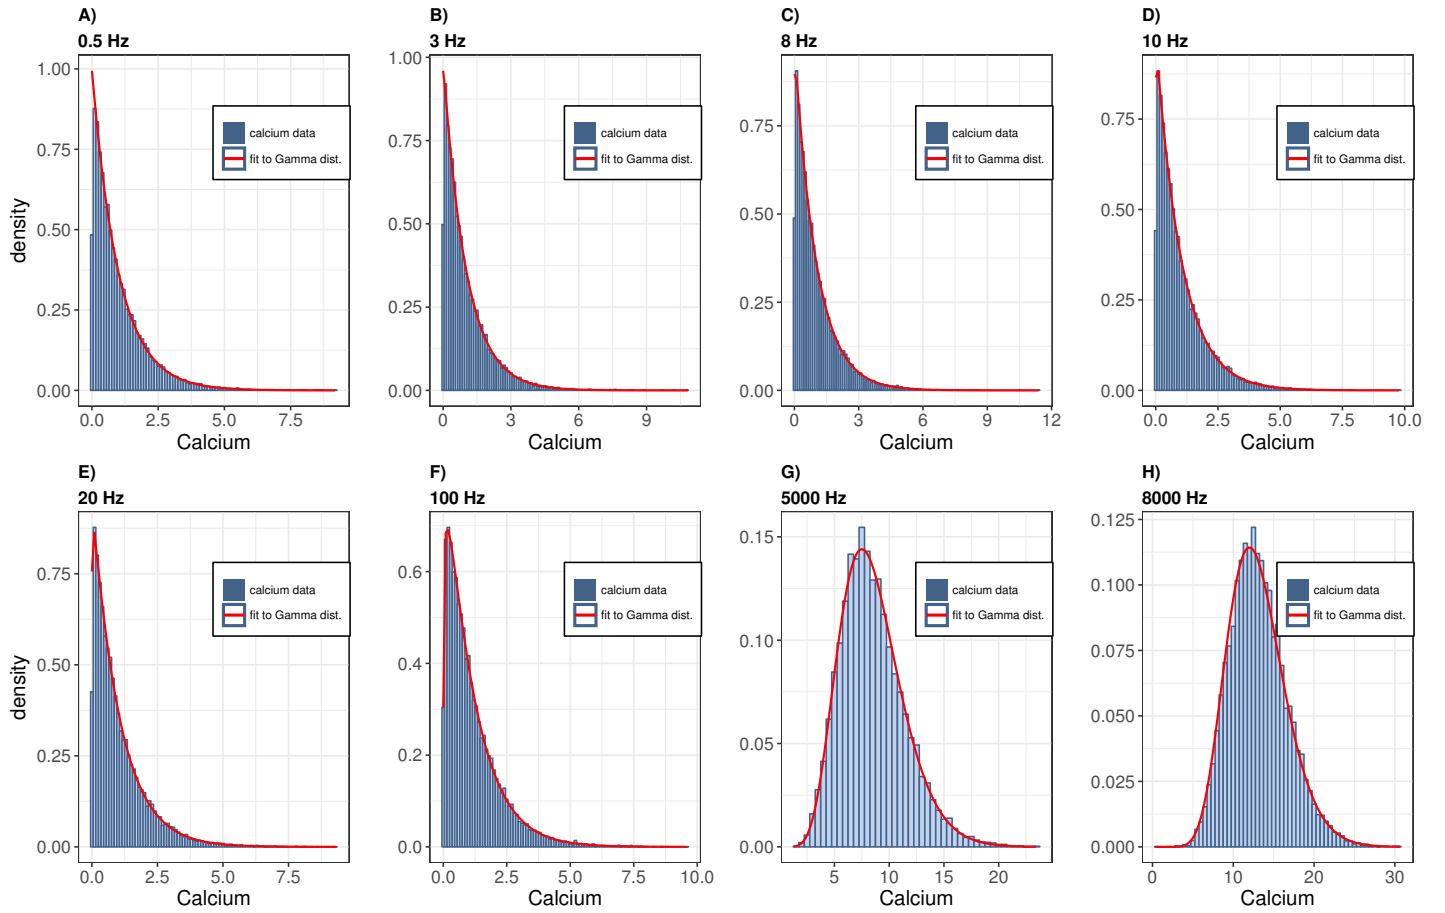 A)
0.5 Hz
density
1.00
0.75
0.50
0.25
0.00
calcium data
fit to Gamma dist.
0.0 2.5 5.0 7.5
Calcium
B)
3 Hz
1.00
0.75
0.50
0.25
0.00
calcium data
fit to Gamma dist.
0 3 6 9
Calcium
C)
8 Hz
0.75
0.50
0.25
0.00
calcium data
fit to Gamma dist.
0 3 6 9 12
Calcium
D)
10 Hz
0.75
0.50
0.25
0.00
calcium data
fit to Gamma dist.
0.0 2.5 5.0 7.5 10.0
Calcium
E)
20 Hz
density
0.75
0.50
0.25
0.00
calcium data
fit to Gamma dist.
0.0 2.5 5.0 7.5
Calcium
F)
100 Hz
0.6
0.4
0.2
0.0
calcium data
fit to Gamma dist.
0.0 2.5 5.0 7.5 10.0
Calcium
G)
5000 Hz
0.15
0.10
0.05
0.00
calcium data
fit to Gamma dist.
5 10 15 20
Calcium
H)
8000 Hz
0.125
0.100
0.075
0.050
0.025
0.000
calcium data
fit to Gamma dist.
0 10 20 30
Calcium